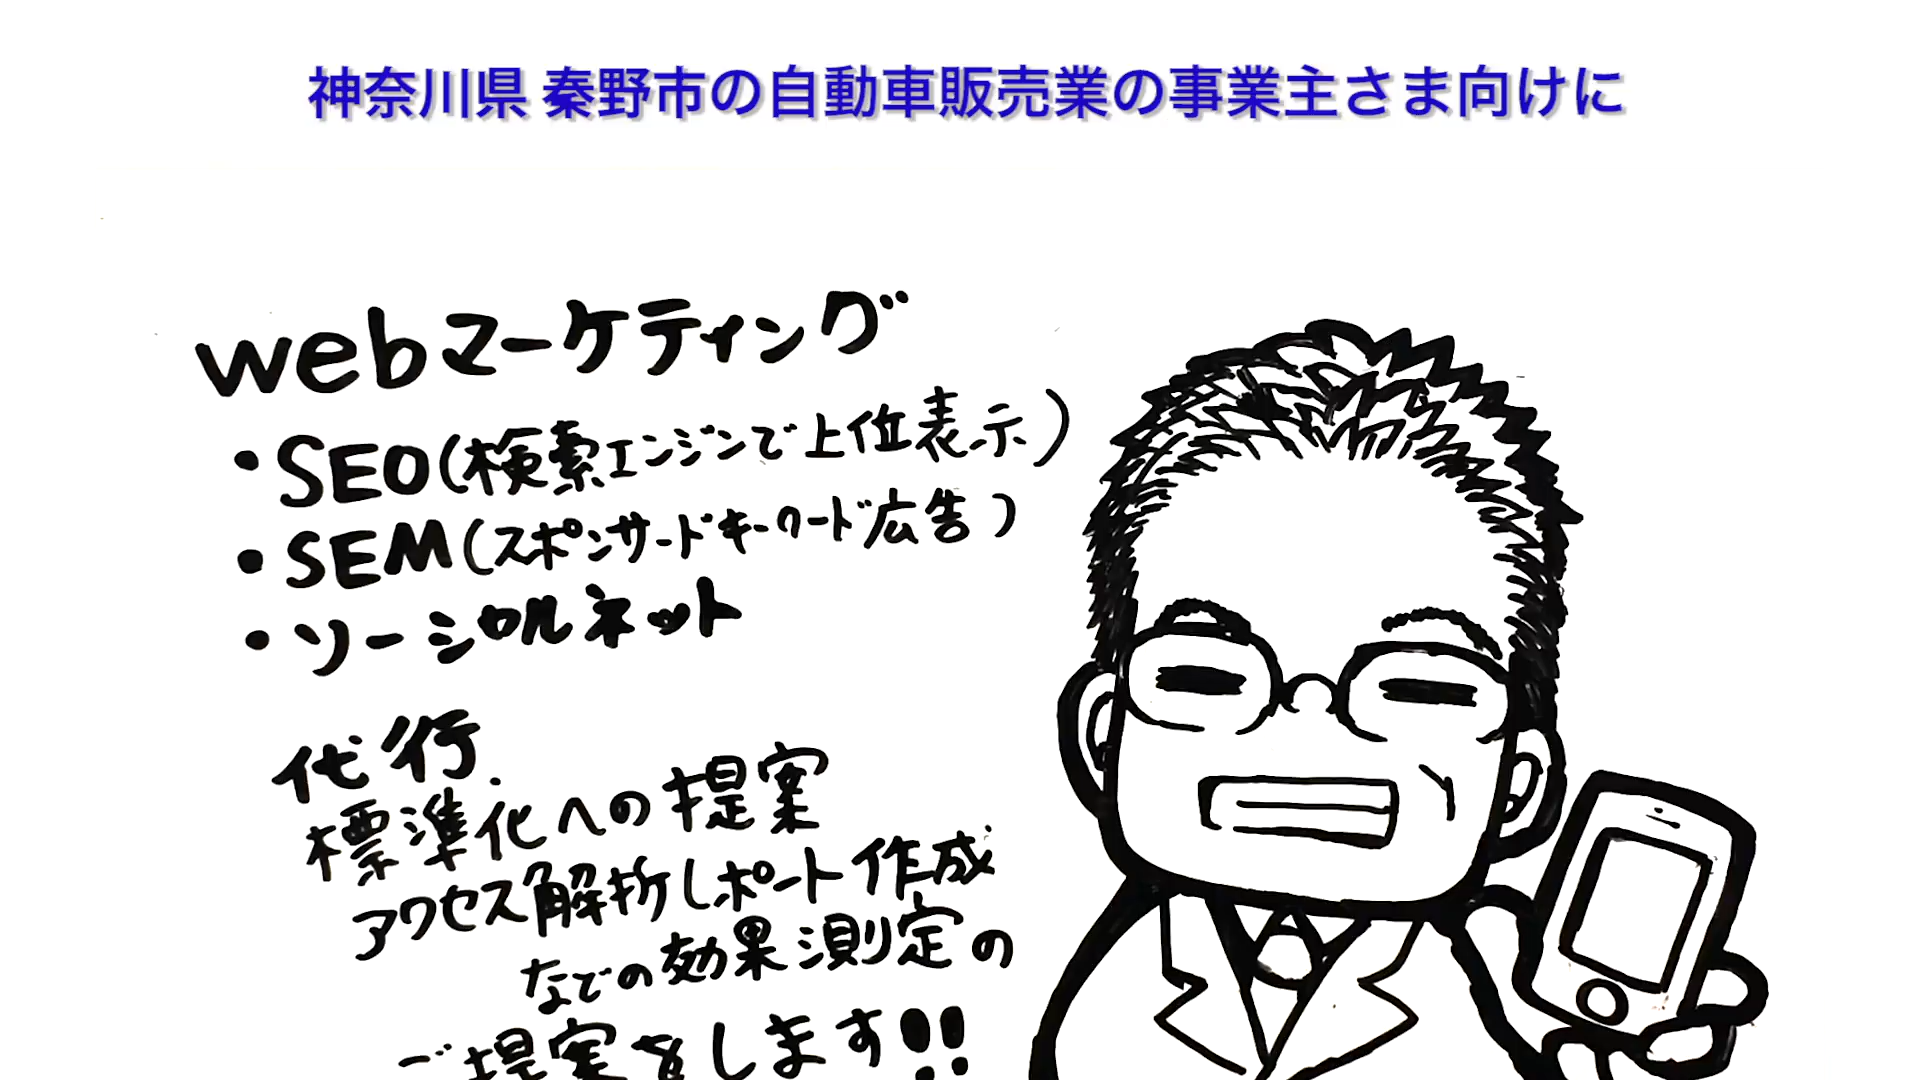 神奈川県 秦野市の自動車販売業の事業主さま向けに
webマーケティング
・SEO(検索エンジンで上位表示)
・SEM(スポンサードキーワード広告)
・ソーシャルネット
代行.
標準化への提案
アクセス解析レポート作成
などの効果測定の
ご提案をします!!